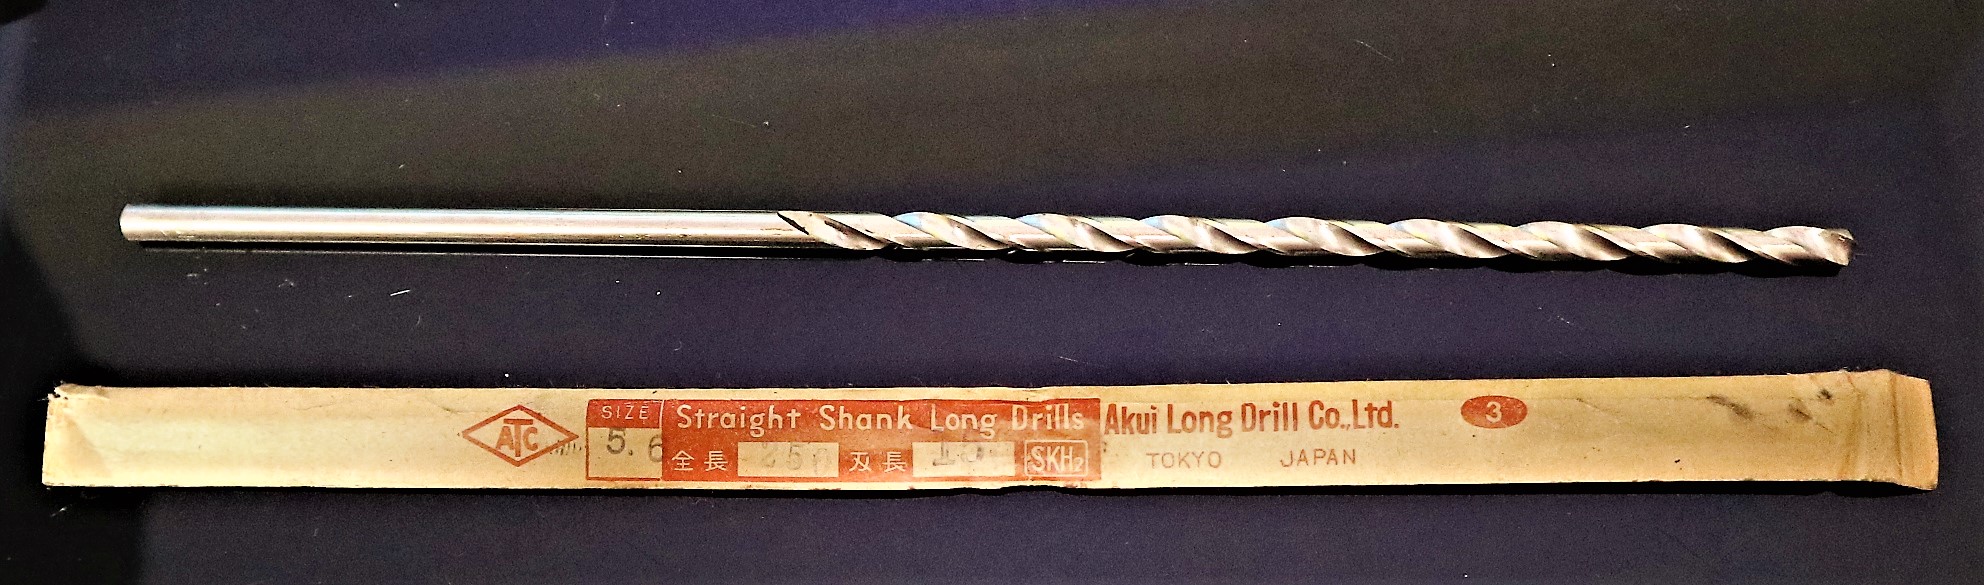 ATC
SIZE
5.6
Straight Shank Long Drills
全長 250 刃長
SKH2
Akui Long Drill Co.,Ltd.
TOKYO JAPAN
3